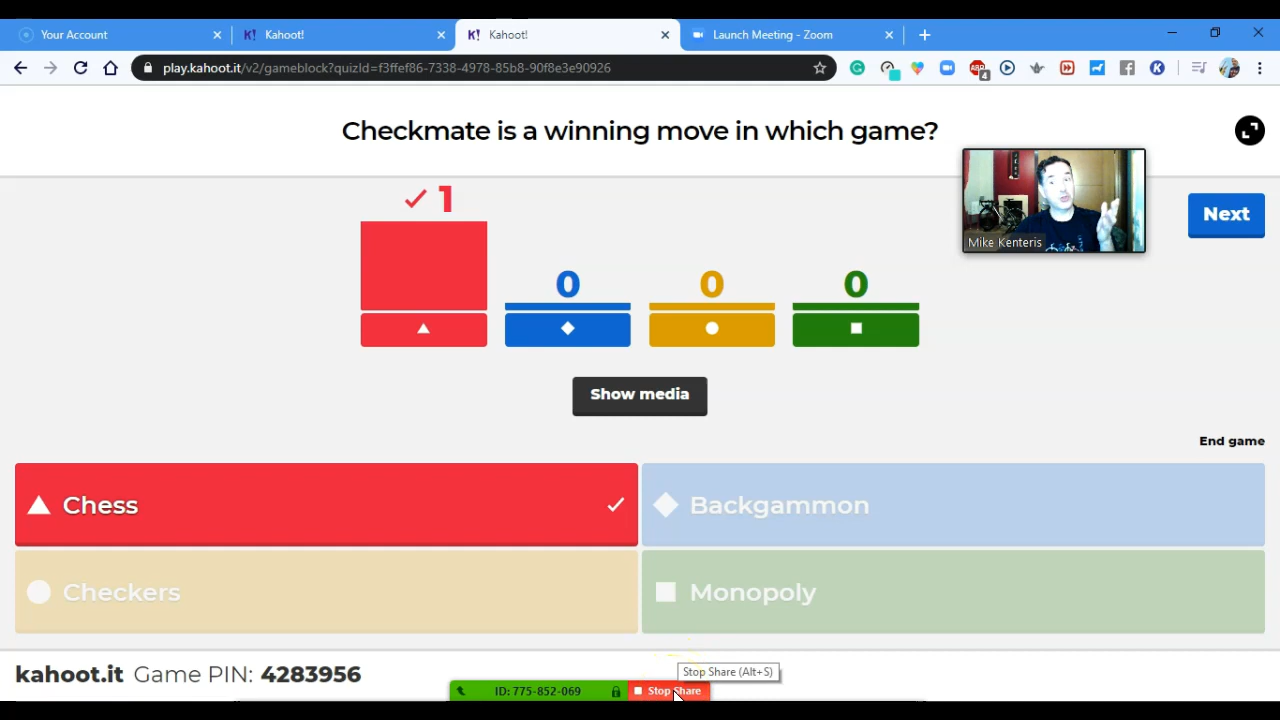 Your Account
K! Kahoot!
K! Kahoot!
Launch Meeting - Zoom
play.kahoot.it/v2/gameblock?quizId=f3ffef86-7338-4978-85b8-90f8e3e90926
ABP
4
K
Checkmate is a winning move in which game?
1
0
0
0
Mike Kenteris
Next
Show media
End game
Chess
Backgammon
Checkers
Monopoly
kahoot.it Game PIN: 4283956
Stop Share (Alt+S)
ID: 775-852-069
Stop Share